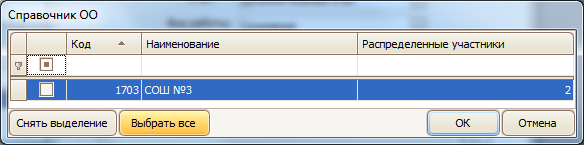 Справочник ОО
Код Наименование Распределенные участники
1703 СОШ №3 2
Снять выделение Выбрать все ОК Отмена